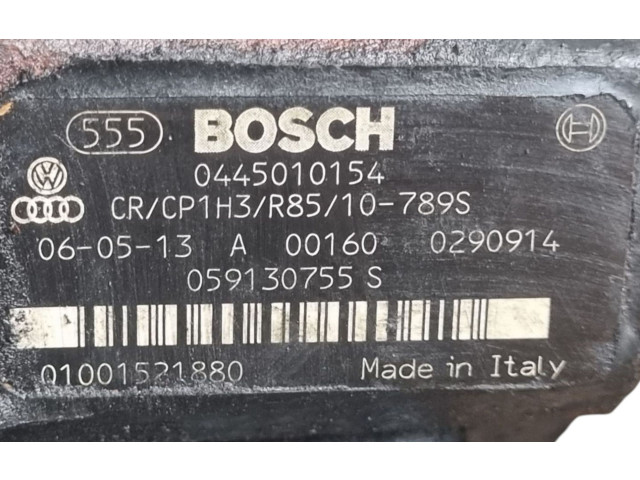 555 BOSCH
0445010154
CR/CP1H3/R85/10-789S
06-05-13 A 00160 0290914
059130755 S
01001521880 Made in Italy